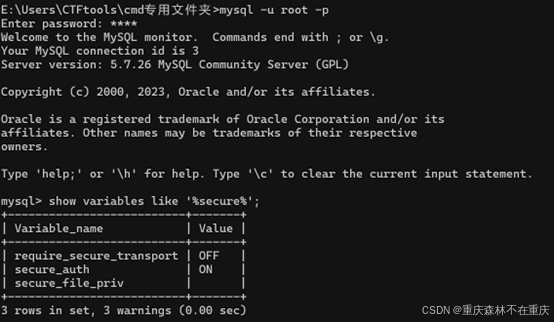 E:\Users\CTFtools\cmd专用文件夹>mysql -u root -p
Enter password: ****
Welcome to the MySQL monitor.  Commands end with ; or \g.
Your MySQL connection id is 3
Server version: 5.7.26 MySQL Community Server (GPL)
Copyright (c) 2000, 2023, Oracle and/or its affiliates.
Oracle is a registered trademark of Oracle Corporation and/or its
affiliates. Other names may be trademarks of their respective
owners.
Type 'help;' or '\h' for help. Type '\c' to clear the current input statement.
mysql> show variables like '%secure%';
+--------------------------+-------+
| Variable_name            | Value |
+--------------------------+-------+
| require_secure_transport | OFF   |
| secure_auth              | ON    |
| secure_file_priv         |       |
+--------------------------+-------+
3 rows in set, 3 warnings (0.00 sec)
CSDN @重庆森林不在重庆